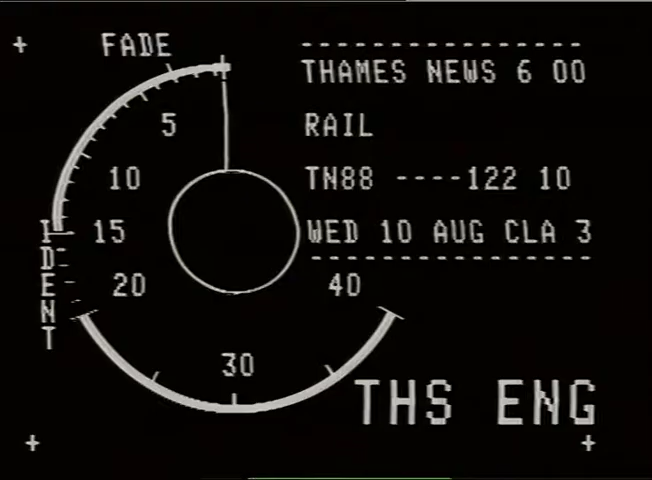 FADE
THAMES NEWS 6 00
5
RAIL
10
TN88 ----122 10
IDENT
15
WED 10 AUG CLA 3
20
40
30
THS ENG